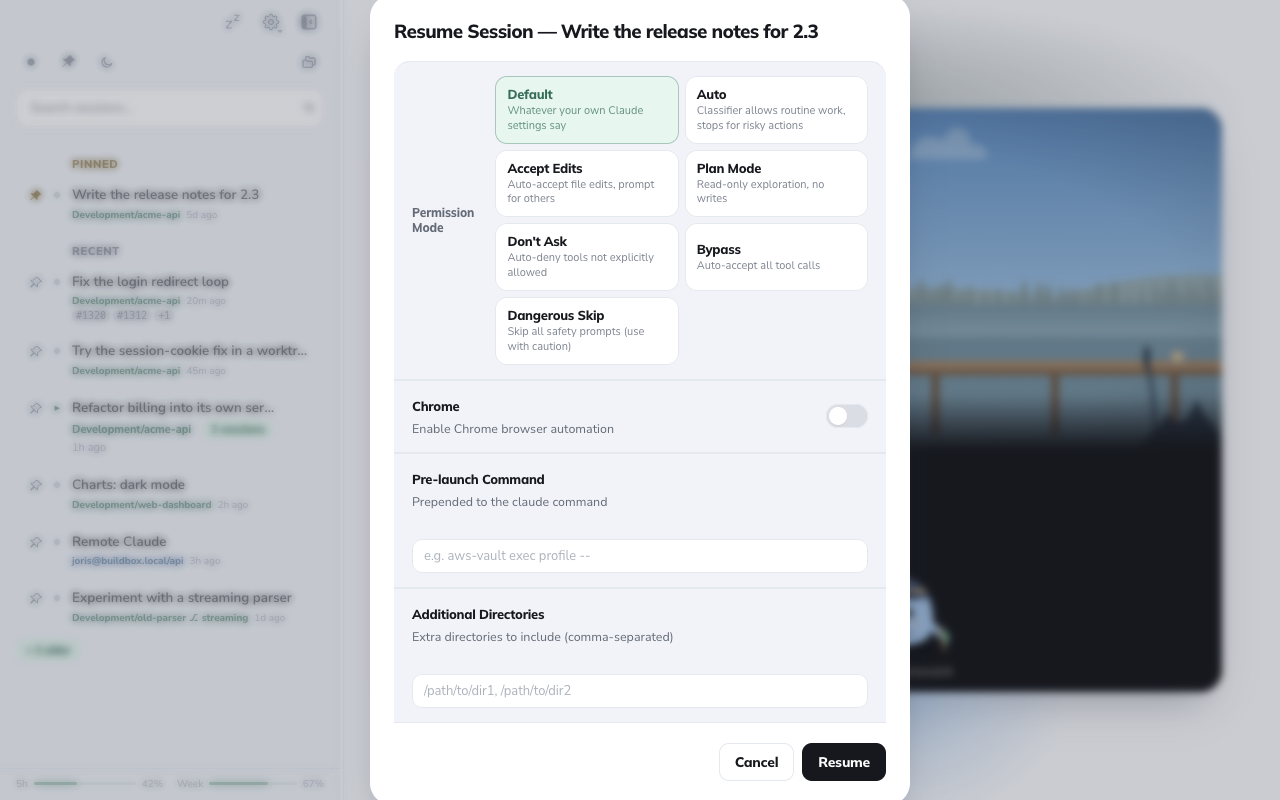 Resume Session — Write the release notes for 2.3
Permission
Mode
Default
Whatever your own Claude
settings say
Auto
Classifier allows routine work,
stops for risky actions
Accept Edits
Auto-accept file edits, prompt
for others
Plan Mode
Read-only exploration, no
writes
Don't Ask
Auto-deny tools not explicitly
allowed
Bypass
Auto-accept all tool calls
Dangerous Skip
Skip all safety prompts (use
with caution)
Chrome
Enable Chrome browser automation
Pre-launch Command
Prepended to the claude command
e.g. aws-vault exec profile --
Additional Directories
Extra directories to include (comma-separated)
/path/to/dir1, /path/to/dir2
Cancel
Resume
Search sessions...
PINNED
Write the release notes for 2.3
Development/acme-api 5d ago
RECENT
Fix the login redirect loop
Development/acme-api 20m ago
#1320 #1312 +1
Try the session-cookie fix in a worktr...
Development/acme-api 45m ago
Refactor billing into its own ser...
Development/acme-api
1h ago
Charts: dark mode
Development/web-dashboard 2h ago
Remote Claude
joris@buildbox.local/api 3h ago
Experiment with a streaming parser
Development/old-parser streaming 1d ago
5h 42% Week 67%